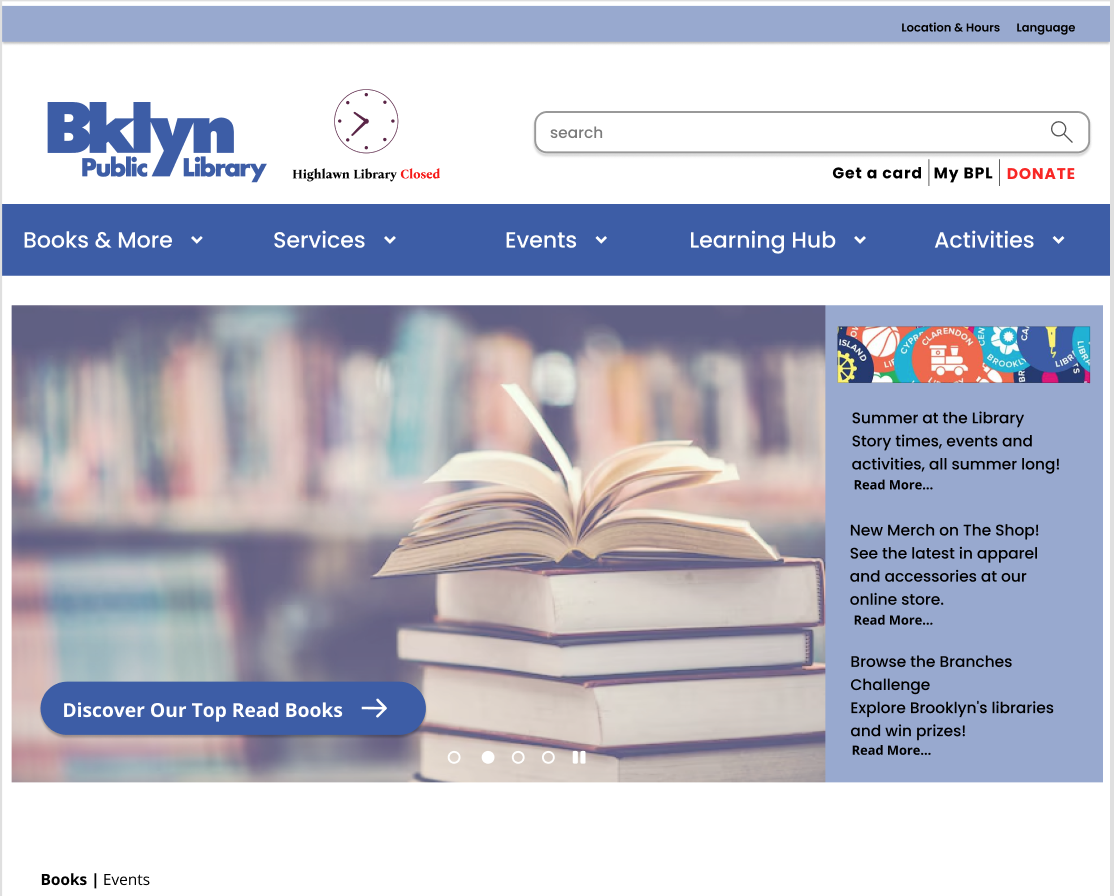 Location & Hours Language
Bklyn
Public Library
Highlawn Library Closed
search
Get a card | My BPL | DONATE
Books & More Services Events Learning Hub Activities
ISLAND CLARENDON BROOKLY
Discover Our Top Read Books
Summer at the Library
Story times, events and
activities, all summer long!
Read More...
New Merch on The Shop!
See the latest in apparel
and accessories at our
online store.
Read More...
Browse the Branches
Challenge
Explore Brooklyn's libraries
and win prizes!
Read More...
Books | Events